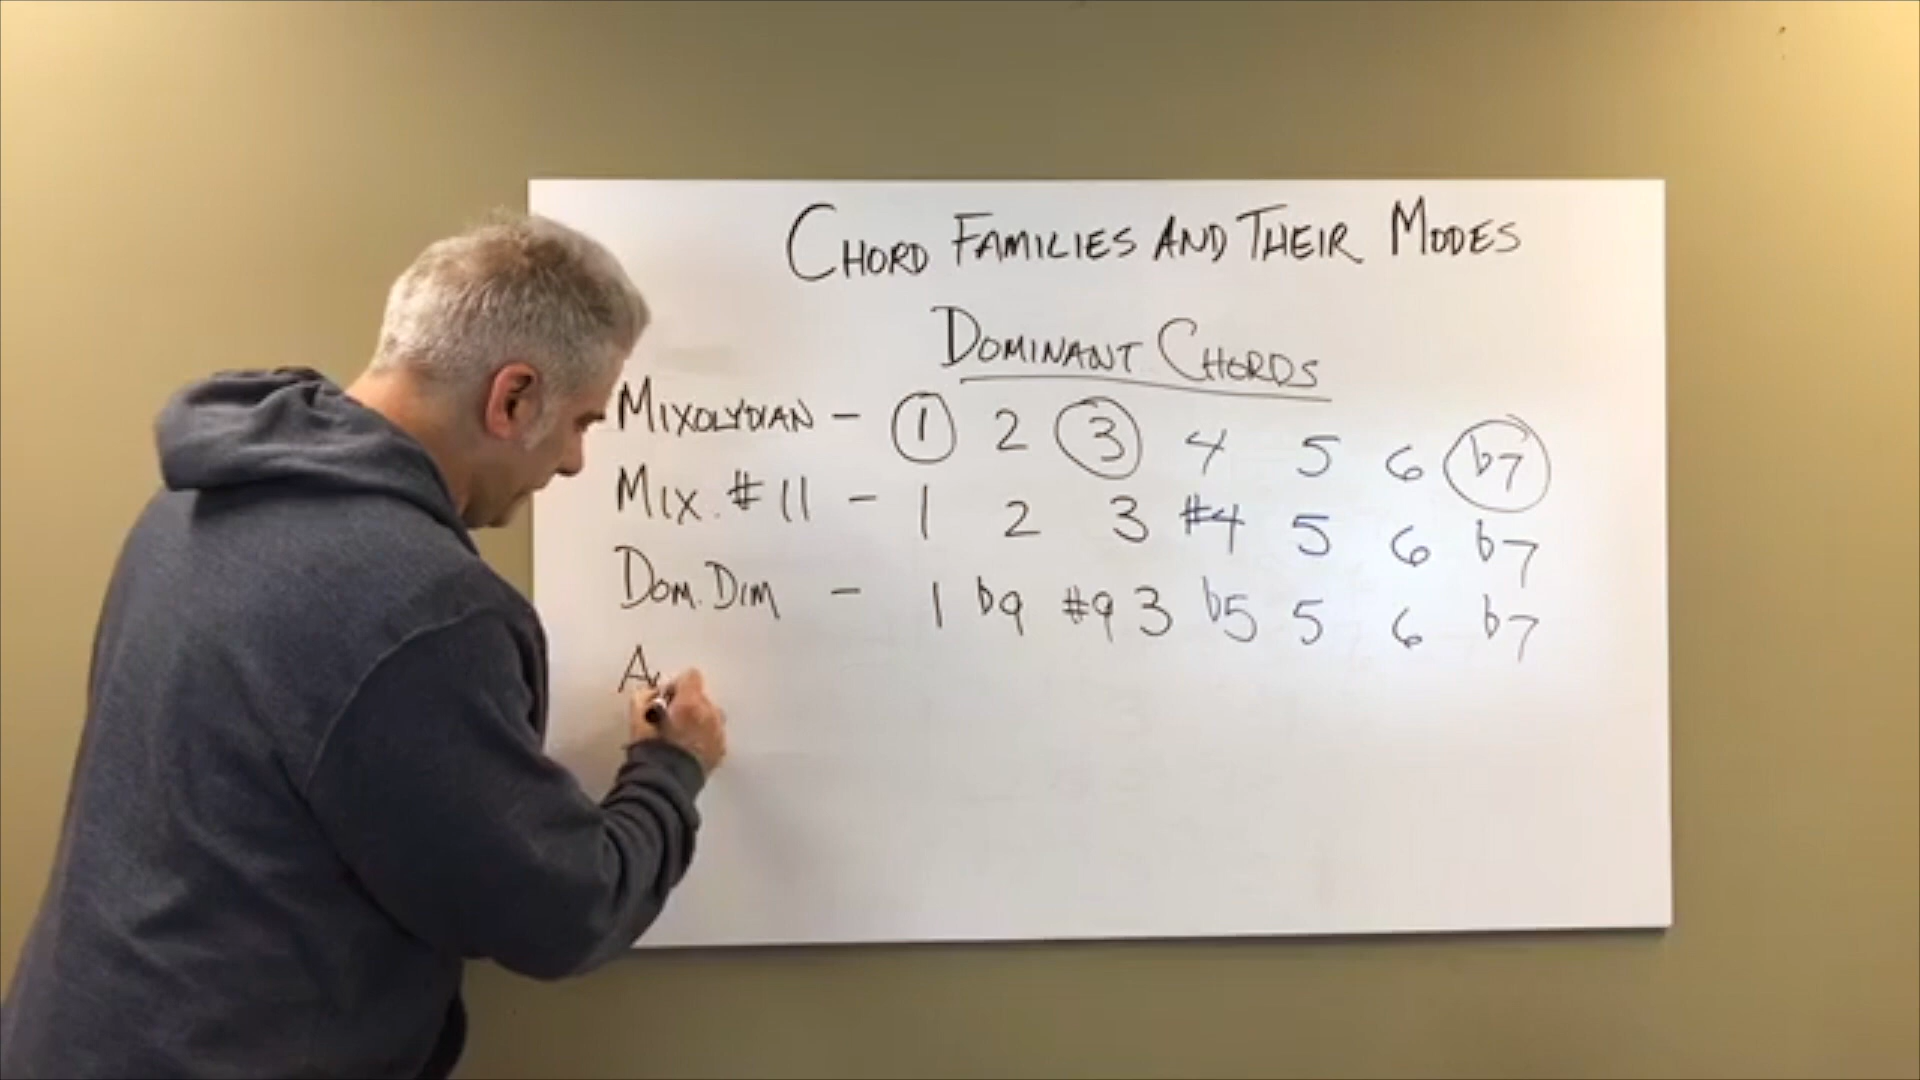 CHORD FAMILIES AND THEIR MODES
DOMINANT CHORDS
MIXOLYDIAN - 1 2 3 4 5 6 b7
MIX. #11 - 1 2 3 #4 5 6 b7
DOM. DIM - 1 b9 #9 3 b5 5 6 b7
A